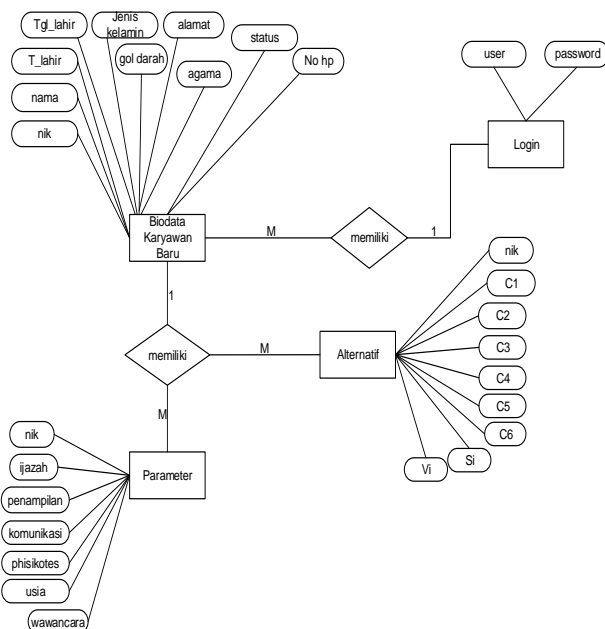 Tgl_lahir
Jenis
kelamin
alamat
status
T_lahir
gol darah
No hp
agama
nama
nik
user
password
Login
Biodata
Karyawan
Baru
M
memiliki
1
nik
C1
C2
C3
C4
C5
C6
Si
Vi
1
memiliki
M
Alternatif
M
nik
ijazah
penampilan
komunikasi
phisikotes
usia
wawancara
Parameter